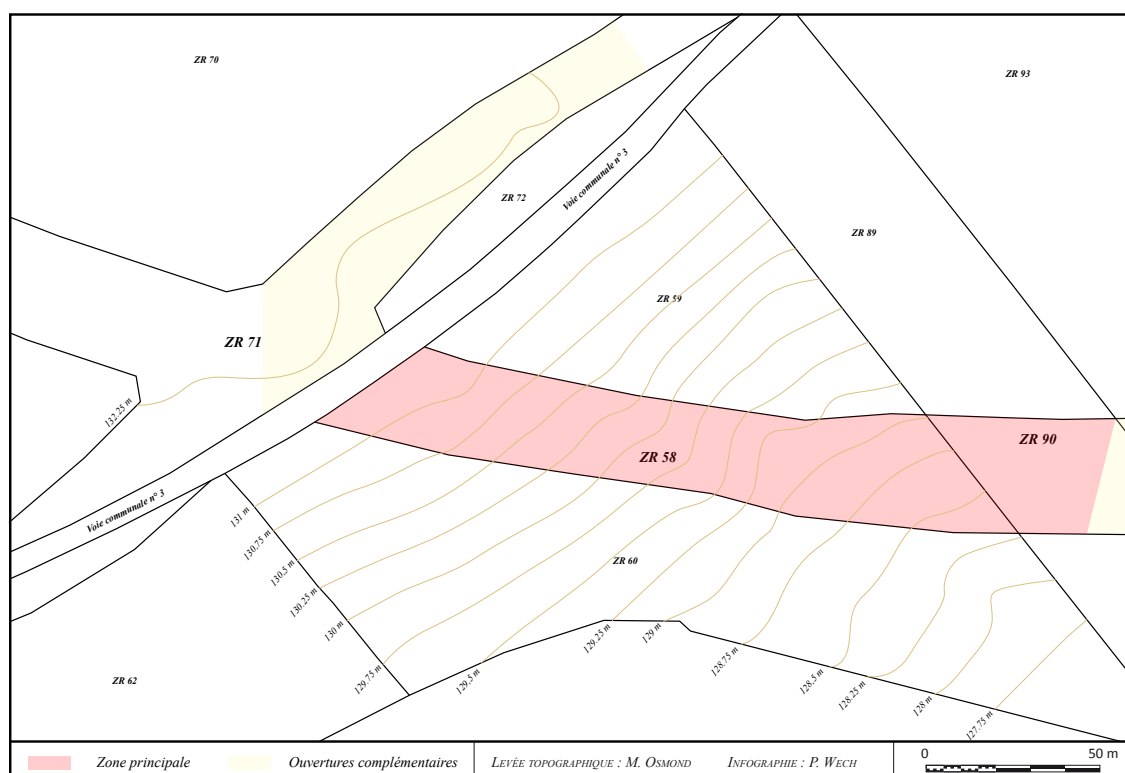 ZR 70
ZR 93
Voie communale n° 3
ZR 72
ZR 89
ZR 59
ZR 71
132.25 m
ZR 90
ZR 58
Voie communale n° 3
131 m
130,75 m
130,5 m
130.25 m
130 m
129.75 m
129,5 m
129.25 m
129 m
128.75 m
128.5 m
128.25 m
128 m
127.75 m
ZR 60
ZR 62
0 50 m
Zone principale Ouvertures complémentaires LEVÉE TOPOGRAPHIQUE : M. OSMOND INFOGRAPHIE : P. WECH